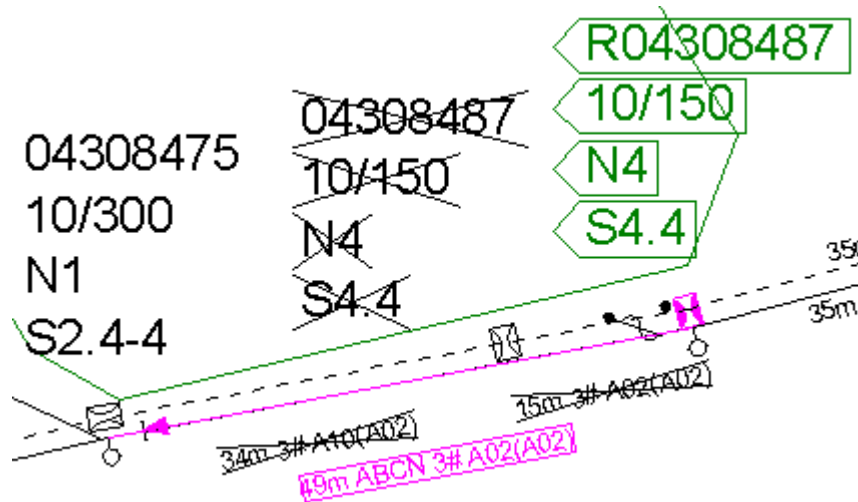 04308475
10/300
N1
S2.4-4
04308487
10/150
N4
S4.4
R04308487
10/150
N4
S4.4
35m
34m 3# A10(A02)
15m 3# A02(A02)
49m ABCN 3# A02(A02)